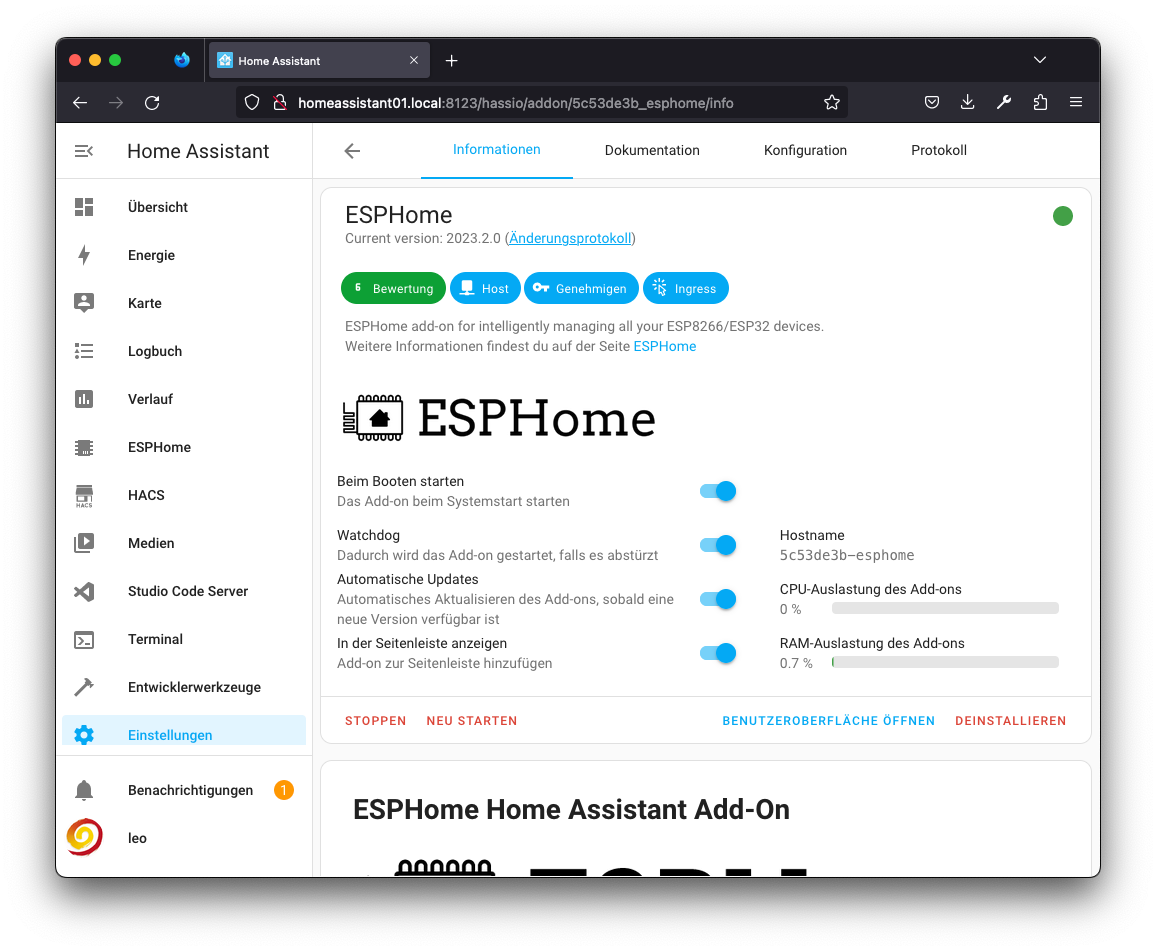 Home Assistant
homeassistant01.local:8123/hassio/addon/5c53de3b_esphome/info
Home Assistant
Übersicht
Energie
Karte
Logbuch
Verlauf
ESPHome
HACS
HACS
Medien
Studio Code Server
Terminal
Entwicklerwerkzeuge
Einstellungen
Benachrichtigungen 1
leo
Informationen Dokumentation Konfiguration Protokoll
ESPHome
Current version: 2023.2.0 (Änderungsprotokoll)
6 Bewertung Host Genehmigen Ingress
ESPHome add-on for intelligently managing all your ESP8266/ESP32 devices.
Weitere Informationen findest du auf der Seite ESPHome
ESPHome
Beim Booten starten
Das Add-on beim Systemstart starten
Watchdog
Dadurch wird das Add-on gestartet, falls es abstürzt
Automatische Updates
Automatisches Aktualisieren des Add-ons, sobald eine
neue Version verfügbar ist
In der Seitenleiste anzeigen
Add-on zur Seitenleiste hinzufügen
Hostname
5c53de3b-esphome
CPU-Auslastung des Add-ons
0 %
RAM-Auslastung des Add-ons
0.7 %
STOPPEN NEU STARTEN BENUTZEROBERFLÄCHE ÖFFNEN DEINSTALLIEREN
ESPHome Home Assistant Add-On